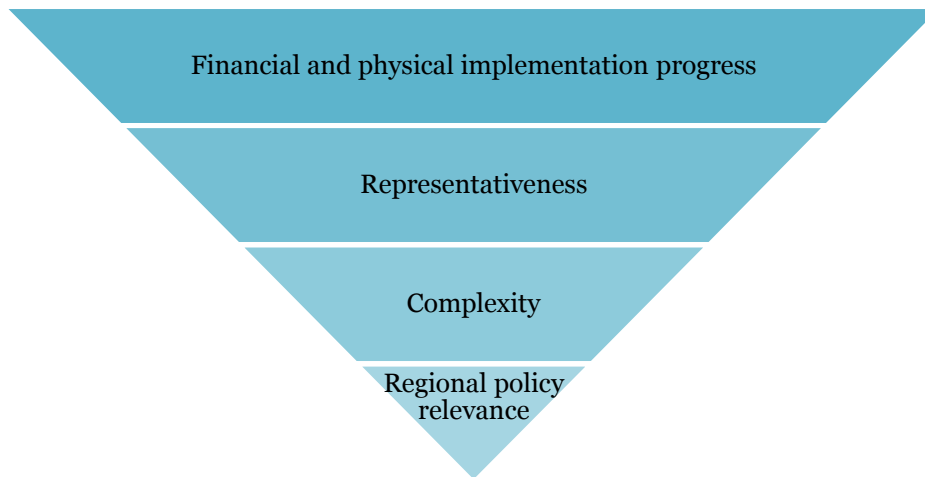 Financial and physical implementation progress
Representativeness
Complexity
Regional policy
relevance